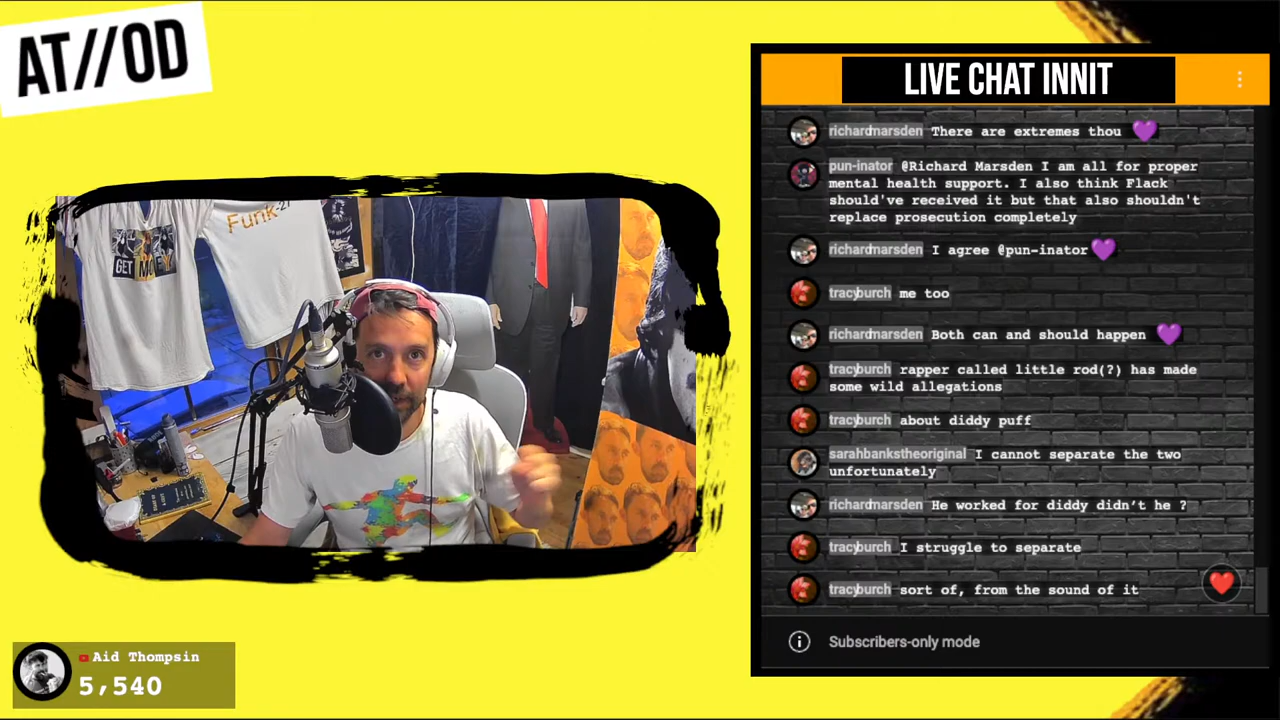 AT//OD
LIVE CHAT INNIT
richardmarsden There are extremes thou 💜
pun-inator @Richard Marsden I am all for proper
mental health support. I also think Flack
should've received it but that also shouldn't
replace prosecution completely
richardmarsden I agree @pun-inator💜
tracyburch me too
richardmarsden Both can and should happen 💜
tracyburch rapper called little rod(?) has made
some wild allegations
tracyburch about diddy puff
sarahbankstheoriginal I cannot separate the two
unfortunately
richardmarsden He worked for diddy didn’t he ?
tracyburch I struggle to separate
tracyburch sort of, from the sound of it
Subscribers-only mode
GET
Funk-27
Aid Thompsin
5,540